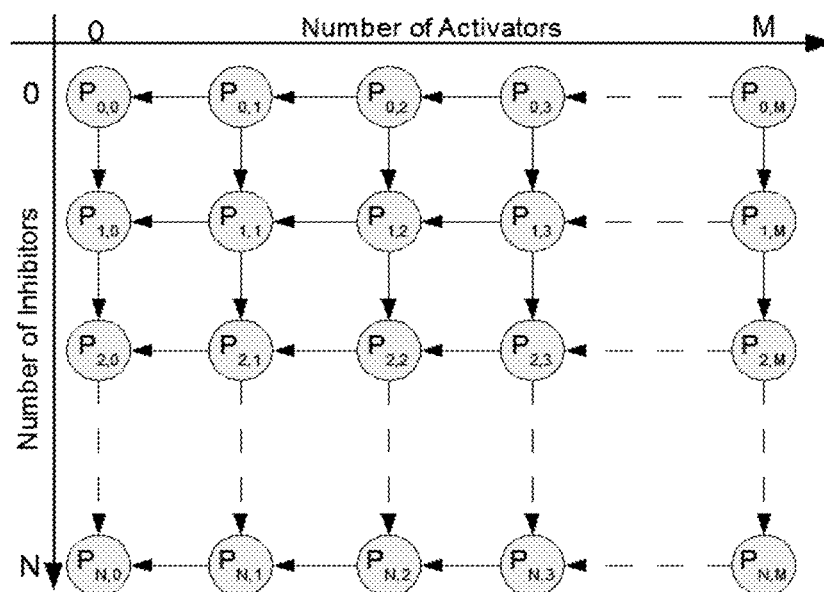 0 Number of Activators M
0 P0,0 P0,1 P0,2 P0,3 P0,M
P1,0 P1,1 P1,2 P1,3 P1,M
Number of Inhibitors
P2,0 P2,1 P2,2 P2,3 P2,M
N PN,0 PN,1 PN,2 PN,3 PN,M